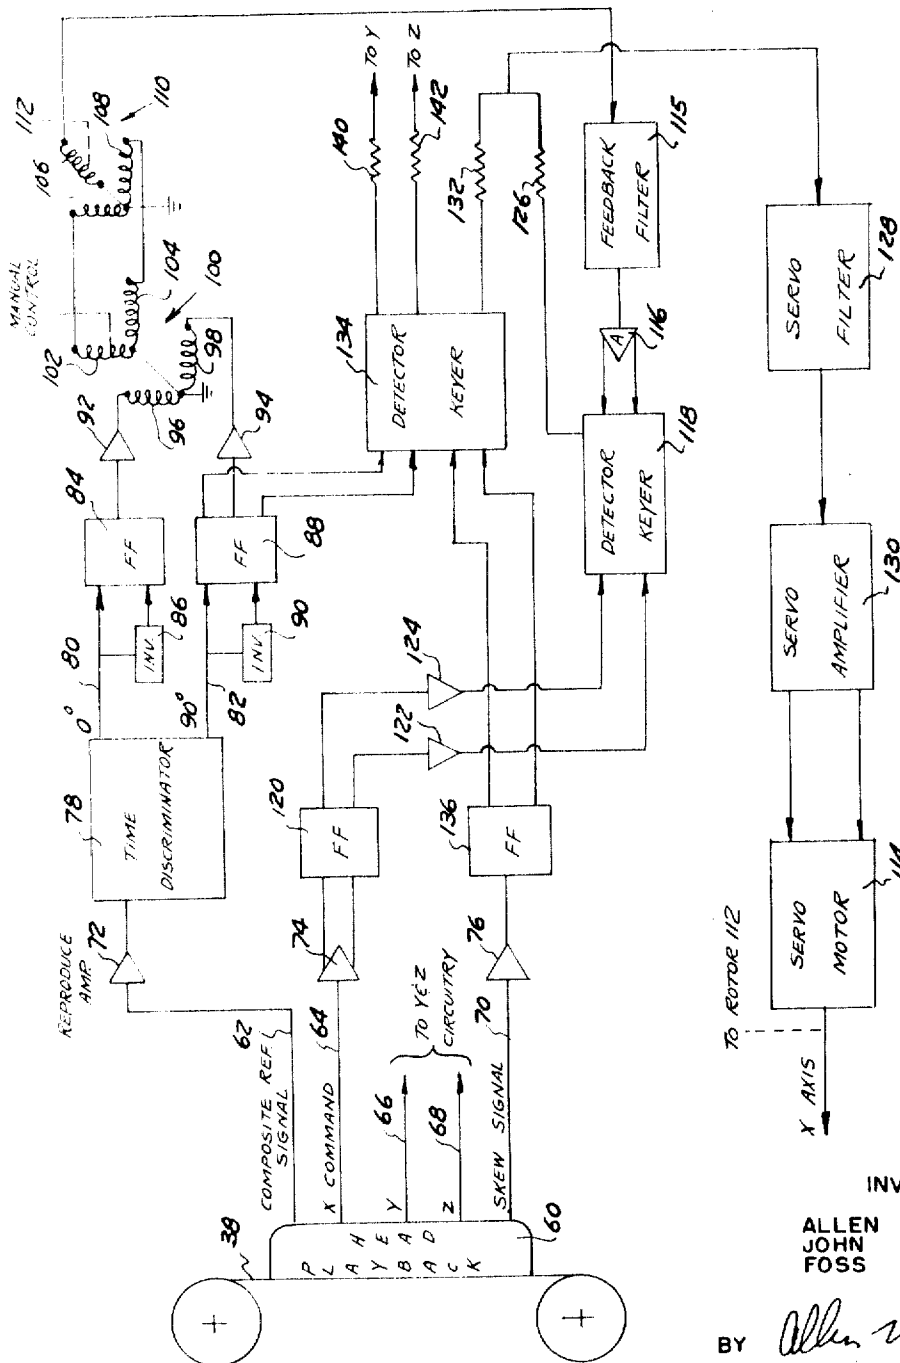 38
PLAYBACK
HEAD
60
COMPOSITE REF.
SIGNAL
62
X COMMAND
64
Y
66
Z
68
TO Y&Z
CIRCUITRY
SKEW SIGNAL
70
REPRODUCE
AMP.
72
74
76
TIME
DISCRIMINATOR
78
0°
80
90°
82
FF
84
INV.
86
FF
88
INV.
90
92
94
96
98
100
102
104
MANUAL
CONTROL
106
108
110
112
FF
120
122
124
FF
136
DETECTOR
KEYER
134
140
TO Y
142
TO Z
132
126
FEEDBACK
FILTER
115
A
116
DETECTOR
KEYER
118
SERVO
FILTER
128
SERVO
AMPLIFIER
130
SERVO
MOTOR
114
TO ROTOR 112
X AXIS
INV
ALLEN
JOHN
FOSS
BY Allen